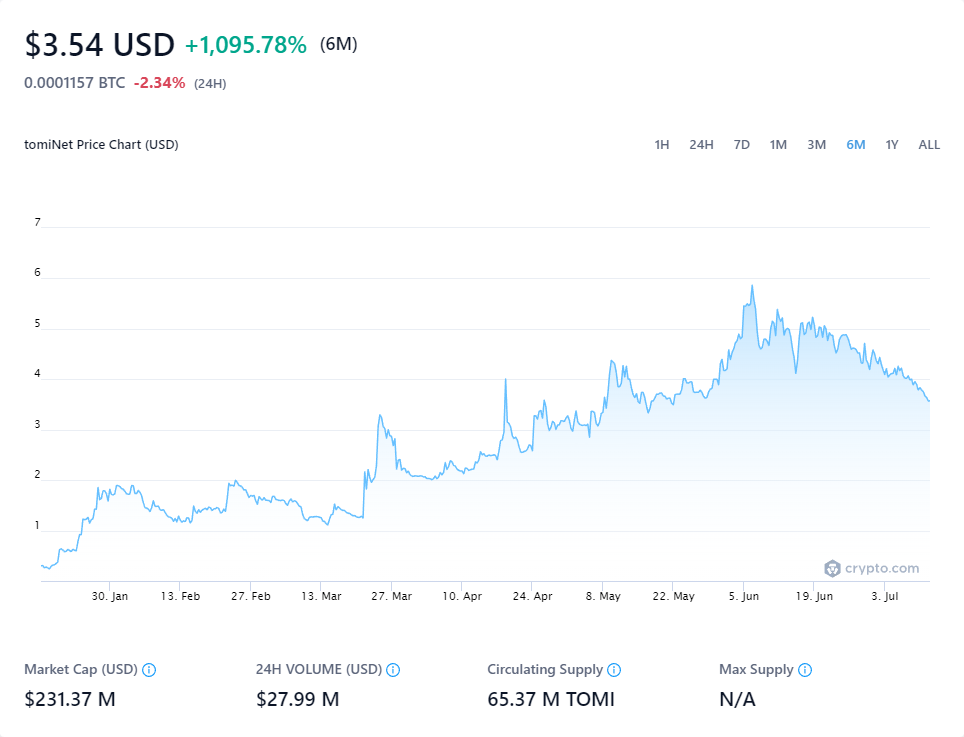 $3.54 USD +1,095.78% (6M)
0.0001157 BTC -2.34% (24H)
tomiNet Price Chart (USD) 1H 24H 7D 1M 3M 6M 1Y ALL
7
6
5
4
3
2
1
crypto.com
30. Jan 13. Feb 27. Feb 13. Mar 27. Mar 10. Apr 24. Apr 8. May 22. May 5. Jun 19. Jun 3. Jul
Market Cap (USD) 24H VOLUME (USD) Circulating Supply Max Supply
$231.37 M $27.99 M 65.37 M TOMI N/A